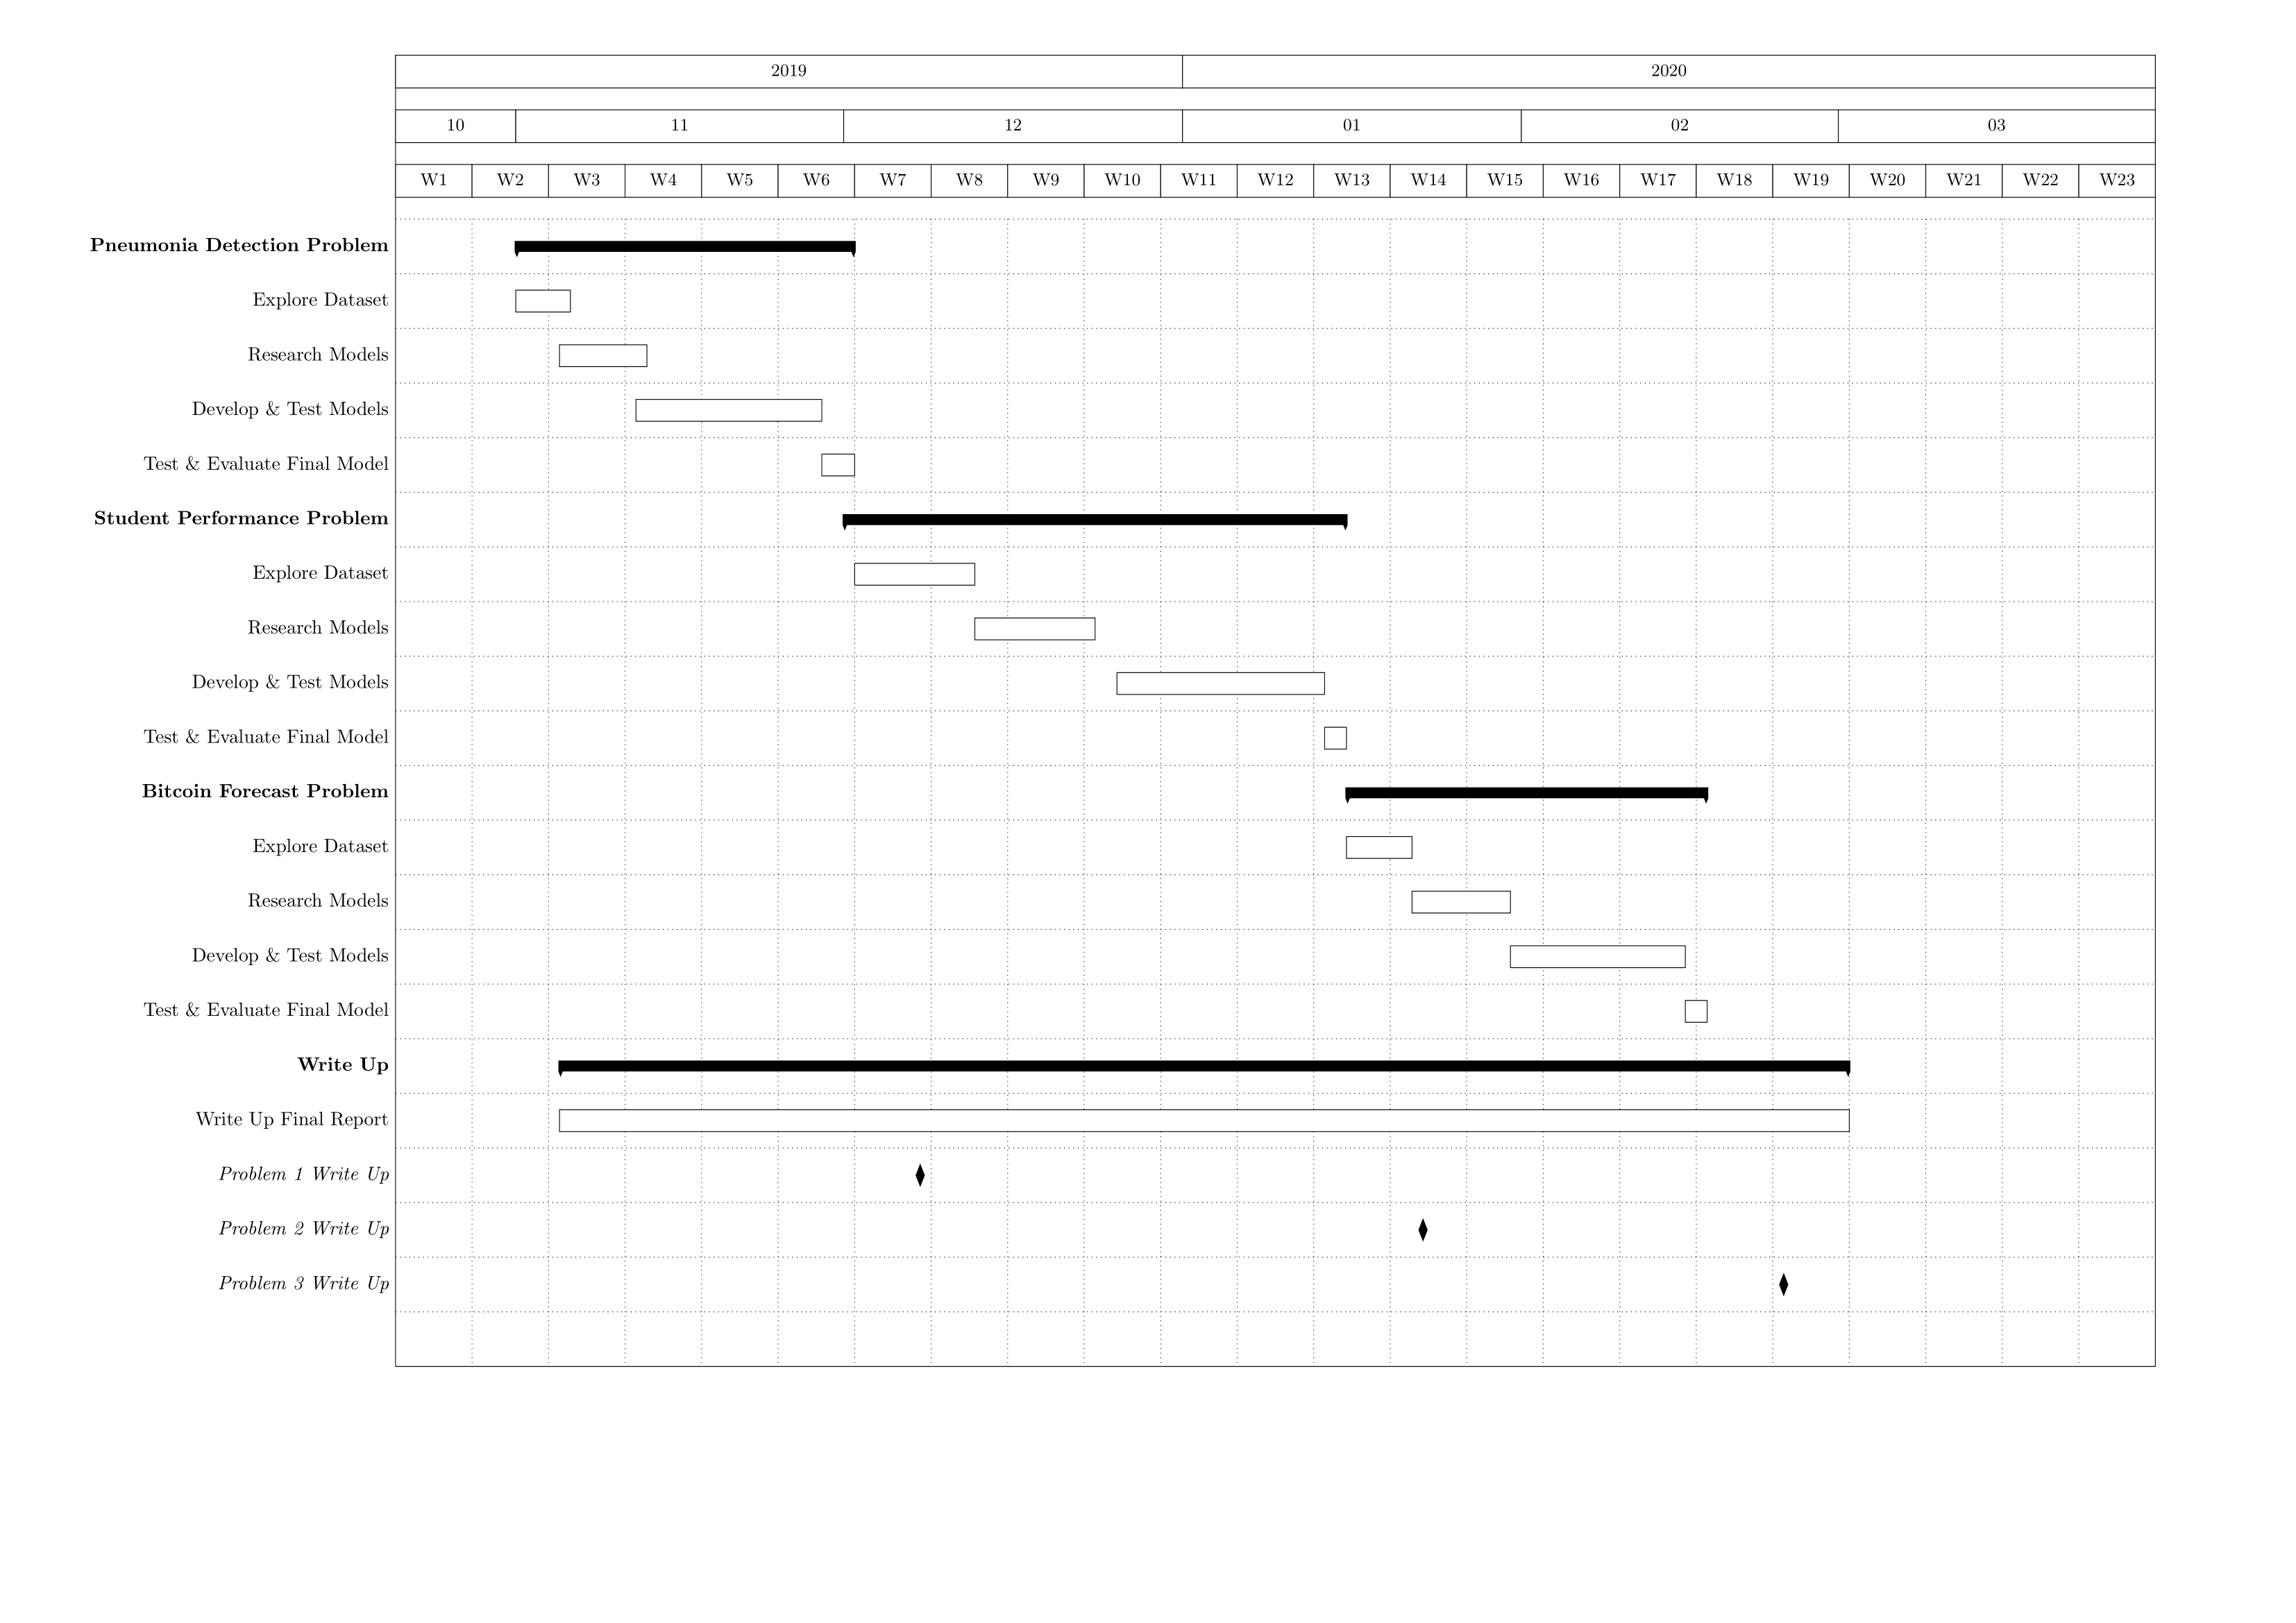 2019 2020
10 11 12 01 02 03
W1 W2 W3 W4 W5 W6 W7 W8 W9 W10 W11 W12 W13 W14 W15 W16 W17 W18 W19 W20 W21 W22 W23
Pneumonia Detection Problem
Explore Dataset
Research Models
Develop & Test Models
Test & Evaluate Final Model
Student Performance Problem
Explore Dataset
Research Models
Develop & Test Models
Test & Evaluate Final Model
Bitcoin Forecast Problem
Explore Dataset
Research Models
Develop & Test Models
Test & Evaluate Final Model
Write Up
Write Up Final Report
Problem 1 Write Up
Problem 2 Write Up
Problem 3 Write Up